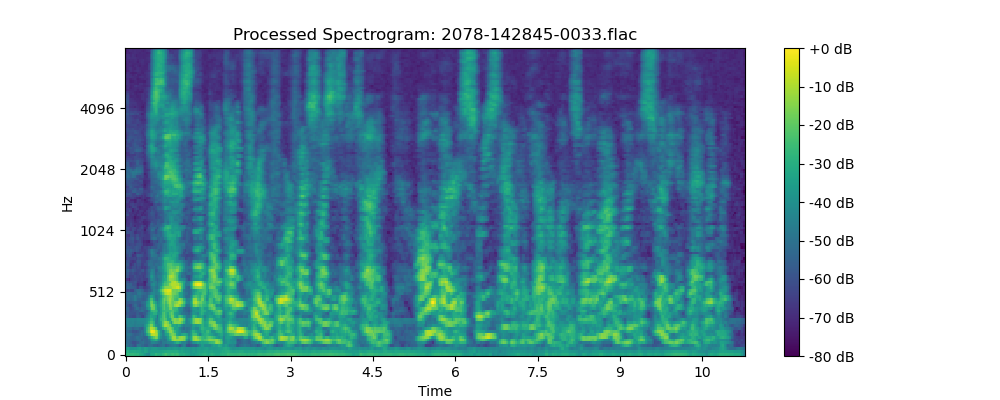 Processed Spectrogram: 2078-142845-0033.flac
Hz
4096
2048
1024
512
0
0 1.5 3 4.5 6 7.5 9 10
Time
+0 dB
-10 dB
-20 dB
-30 dB
-40 dB
-50 dB
-60 dB
-70 dB
-80 dB